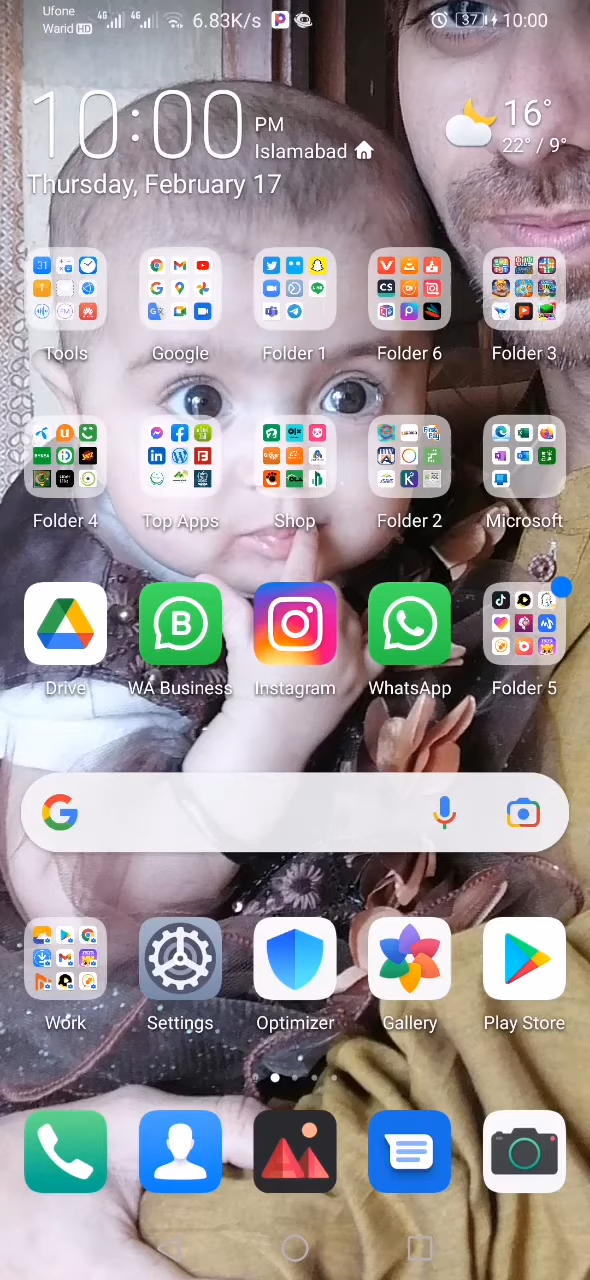 Ufone
Warid HD
4G 4G 6.83K/s 37 10:00
10:00 PM
Islamabad
Thursday, February 17
16°
22° / 9°
Tools Google Folder 1 Folder 6 Folder 3
Folder 4 Top Apps Shop Folder 2 Microsoft
Drive WA Business Instagram WhatsApp Folder 5
Work Settings Optimizer Gallery Play Store